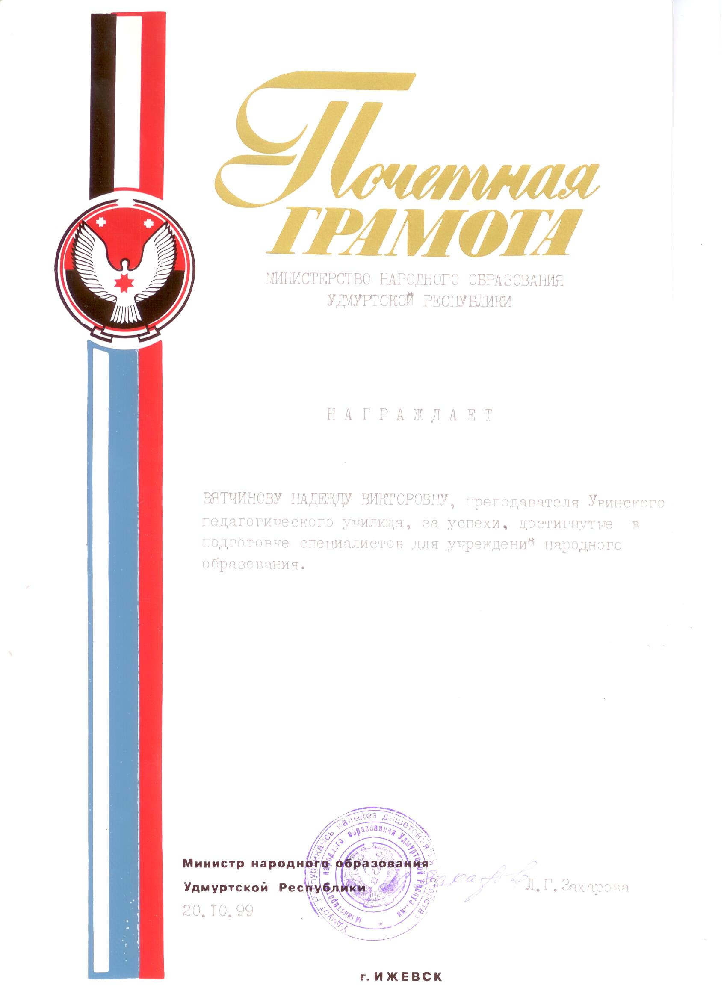 Почетная
ГРАМОТА
МИНИСТЕРСТВО НАРОДНОГО ОБРАЗОВАНИЯ
УДМУРТСКОЙ РЕСПУБЛИКИ
НАГРАЖДАЕТ
ВЯТЧИНОВУ НАДЕЖДУ ВИКТОРОВНУ, преподавателя Увинского
педагогического училища, за успехи, достигнутые в
подготовке специалистов для учреждений народного
образования.
Удмурт Республикаысь калыкез дышетонъя министерство
Министерство народного образования Удмуртской Республики
Министр народного образования
Удмуртской Республики
Л.Г.Захарова
20.10.99
г. ИЖЕВСК